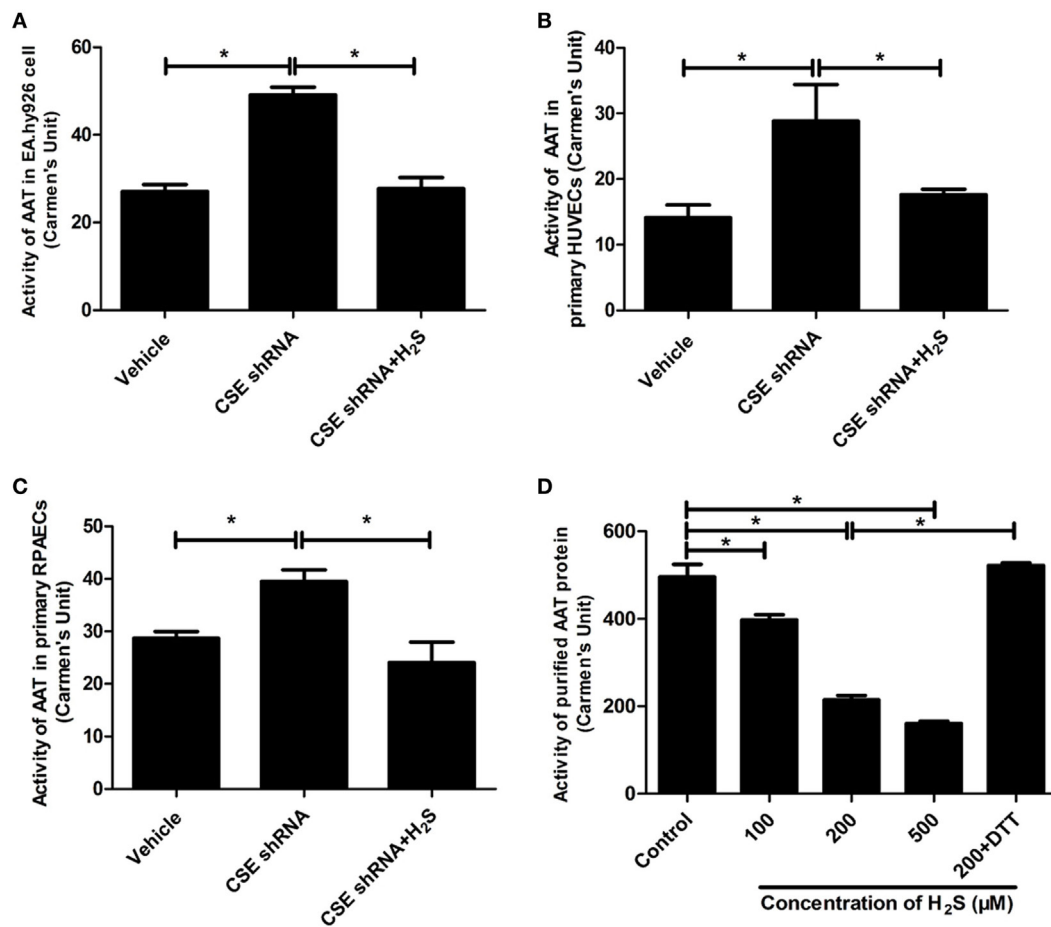 A
Activity of AAT in EA.hy926 cell
(Carmen's Unit)
60
40
20
0
*
*
Vehicle
CSE shRNA
CSE shRNA+H₂S
B
Activity of AAT in
primary HUVECs (Carmen's Unit)
40
30
20
10
0
*
*
Vehicle
CSE shRNA
CSE shRNA+H₂S
C
Activity of AAT in primary RPAECs
(Carmen's Unit)
50
40
30
20
10
0
*
*
Vehicle
CSE shRNA
CSE shRNA+H₂S
D
Activity of purified AAT protein
(Carmen's Unit)
600
400
200
0
*
*
*
*
Control
100
200
500
200+DTT
Concentration of H₂S (µM)